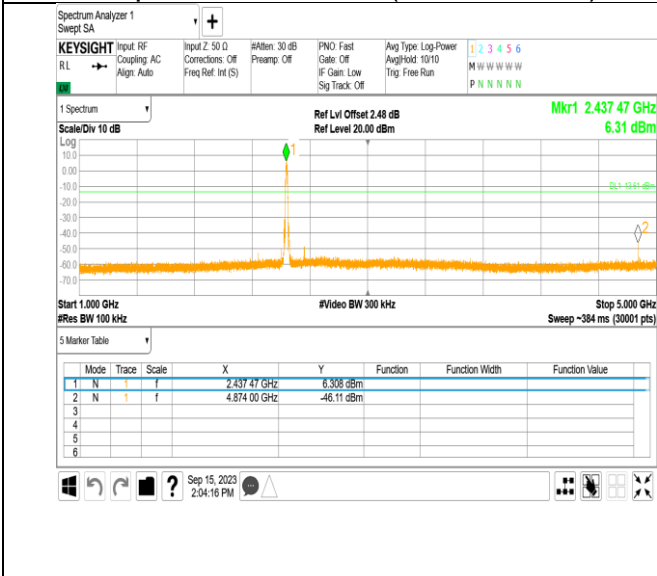 Spectrum Analyzer 1
Swept SA
KEYSIGHT Input: RF Input Z: 50 Ω #Atten: 30 dB PNO: Fast Avg Type: Log-Power 1 2 3 4 5 6
RL Coupling: AC Corrections: Off Preamp: Off Gate: Off Avg|Hold: 10/10 M W W W W W
Align: Auto Freq Ref: Int (S) IF Gain: Low Trig: Free Run
Sig Track: Off P N N N N N
1 Spectrum Ref Lvl Offset 2.48 dB Mkr1 2.437 47 GHz
Scale/Div 10 dB Ref Level 20.00 dBm 6.31 dBm
Log
1
10.0
0.00
-10.0
DL1 -13.61 dBm
-20.0
-30.0
-40.0
2
-50.0
-60.0
-70.0
Start 1.000 GHz #Video BW 300 kHz Stop 5.000 GHz
#Res BW 100 kHz Sweep ~384 ms (30001 pts)
5 Marker Table
Mode Trace Scale X Y Function Function Width Function Value
1 N 1 f 2.437 47 GHz 6.308 dBm
2 N 1 f 4.874 00 GHz -46.11 dBm
3
4
5
6
? Sep 15, 2023
2:04:16 PM